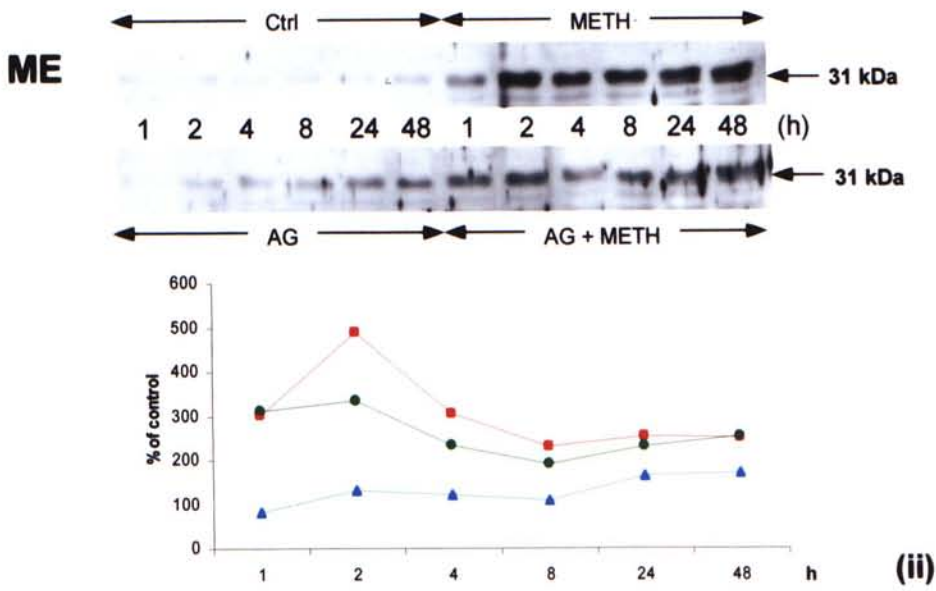 Ctrl METH
ME
31 kDa
1 2 4 8 24 48 1 2 4 8 24 48 (h)
31 kDa
AG AG + METH
600
500
400
300
200
100
0
% of control
1 2 4 8 24 48 h
(ii)